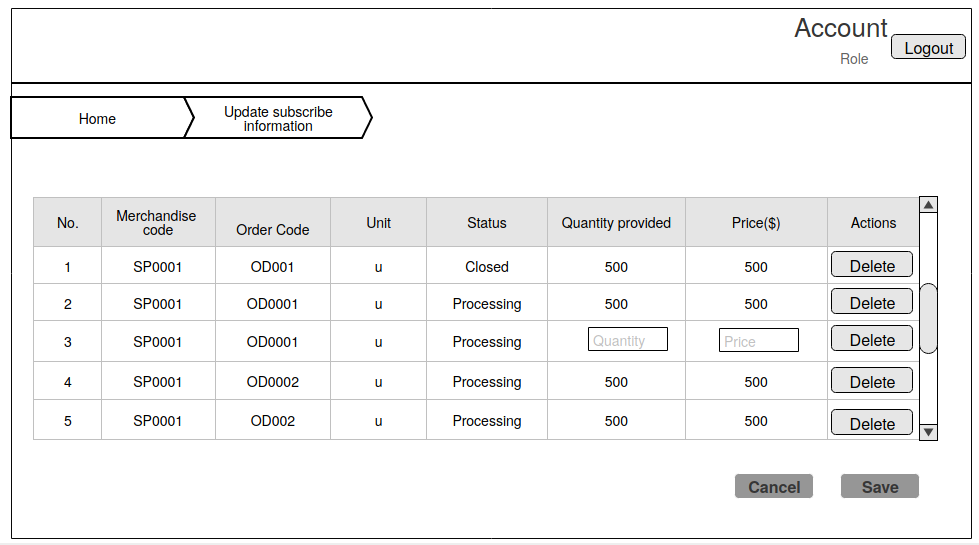 Account
Role
Logout
Home
Update subscribe
information
No.
Merchandise
code
Order Code
Unit
Status
Quantity provided
Price($)
Actions
1 SP0001 OD001 u Closed 500 500 Delete
2 SP0001 OD0001 u Processing 500 500 Delete
3 SP0001 OD0001 u Processing Quantity Price Delete
4 SP0001 OD0002 u Processing 500 500 Delete
5 SP0001 OD002 u Processing 500 500 Delete
Cancel Save